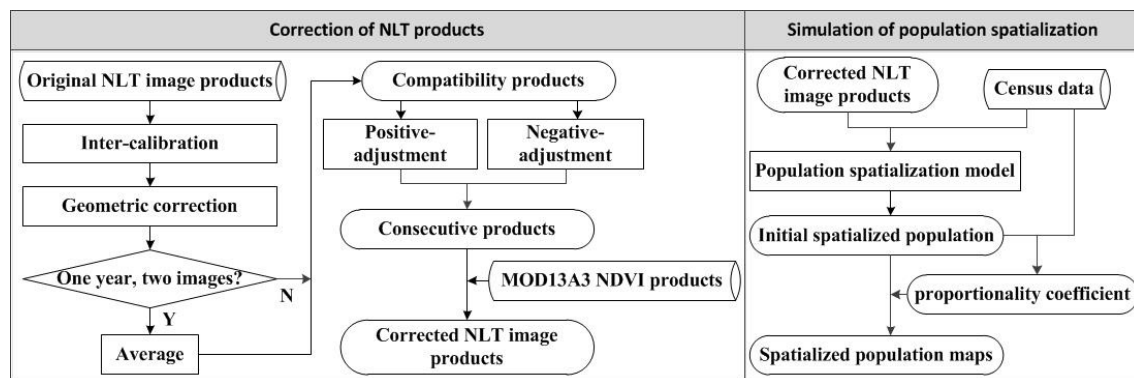 Correction of NLT products
Original NLT image products
Inter-calibration
Geometric correction
One year, two images?
N
Y
Average
Compatibility products
Positive-
adjustment
Negative-
adjustment
Consecutive products
MOD13A3 NDVI products
Corrected NLT image
products
Simulation of population spatialization
Corrected NLT
image products
Census data
Population spatialization model
Initial spatialized population
proportionality coefficient
Spatialized population maps